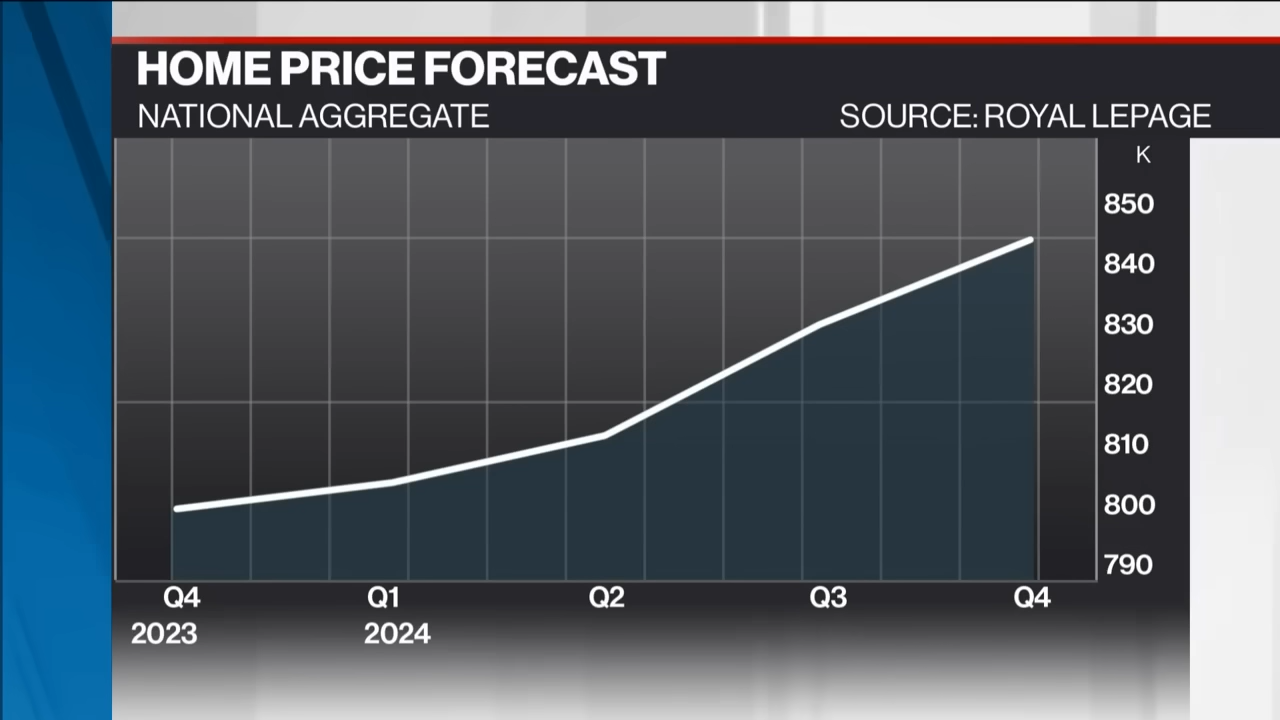 HOME PRICE FORECAST
NATIONAL AGGREGATE
SOURCE: ROYAL LEPAGE
K
850
840
830
820
810
800
790
Q4 Q1 Q2 Q3 Q4
2023 2024